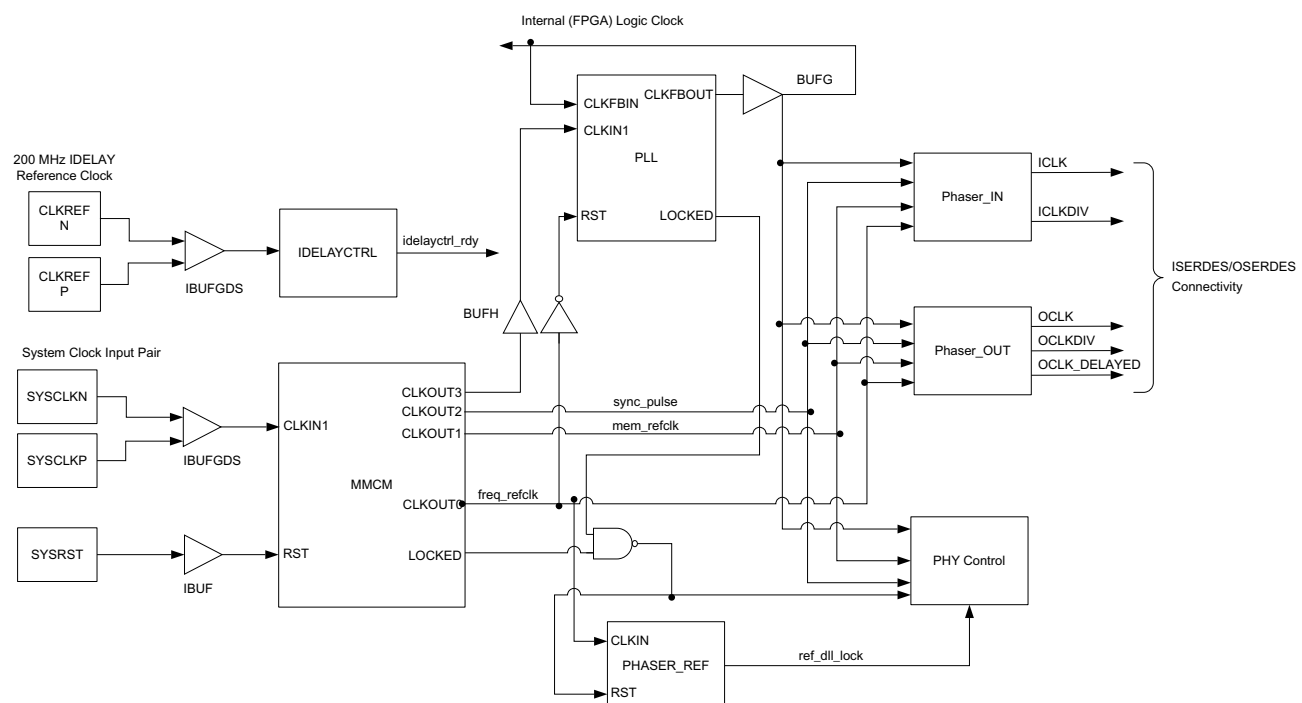 Internal (FPGA) Logic Clock
BUFG
CLKFBIN
CLKFBOUT
CLKIN1
PLL
RST
LOCKED
200 MHz IDELAY
Reference Clock
CLKREF
N
CLKREF
P
IBUFGDS
IDELAYCTRL
idelayctrl_rdy
BUFH
Phaser_IN
ICLK
ICLKDIV
ISERDES/OSERDES
Connectivity
Phaser_OUT
OCLK
OCLKDIV
OCLK_DELAYED
System Clock Input Pair
SYSCLKN
SYSCLKP
IBUFGDS
SYSRST
IBUF
CLKIN1
MMCM
RST
CLKOUT3
CLKOUT2
CLKOUT1
CLKOUT0
LOCKED
sync_pulse
mem_refclk
freq_refclk
PHY Control
CLKIN
PHASER_REF
RST
ref_dll_lock